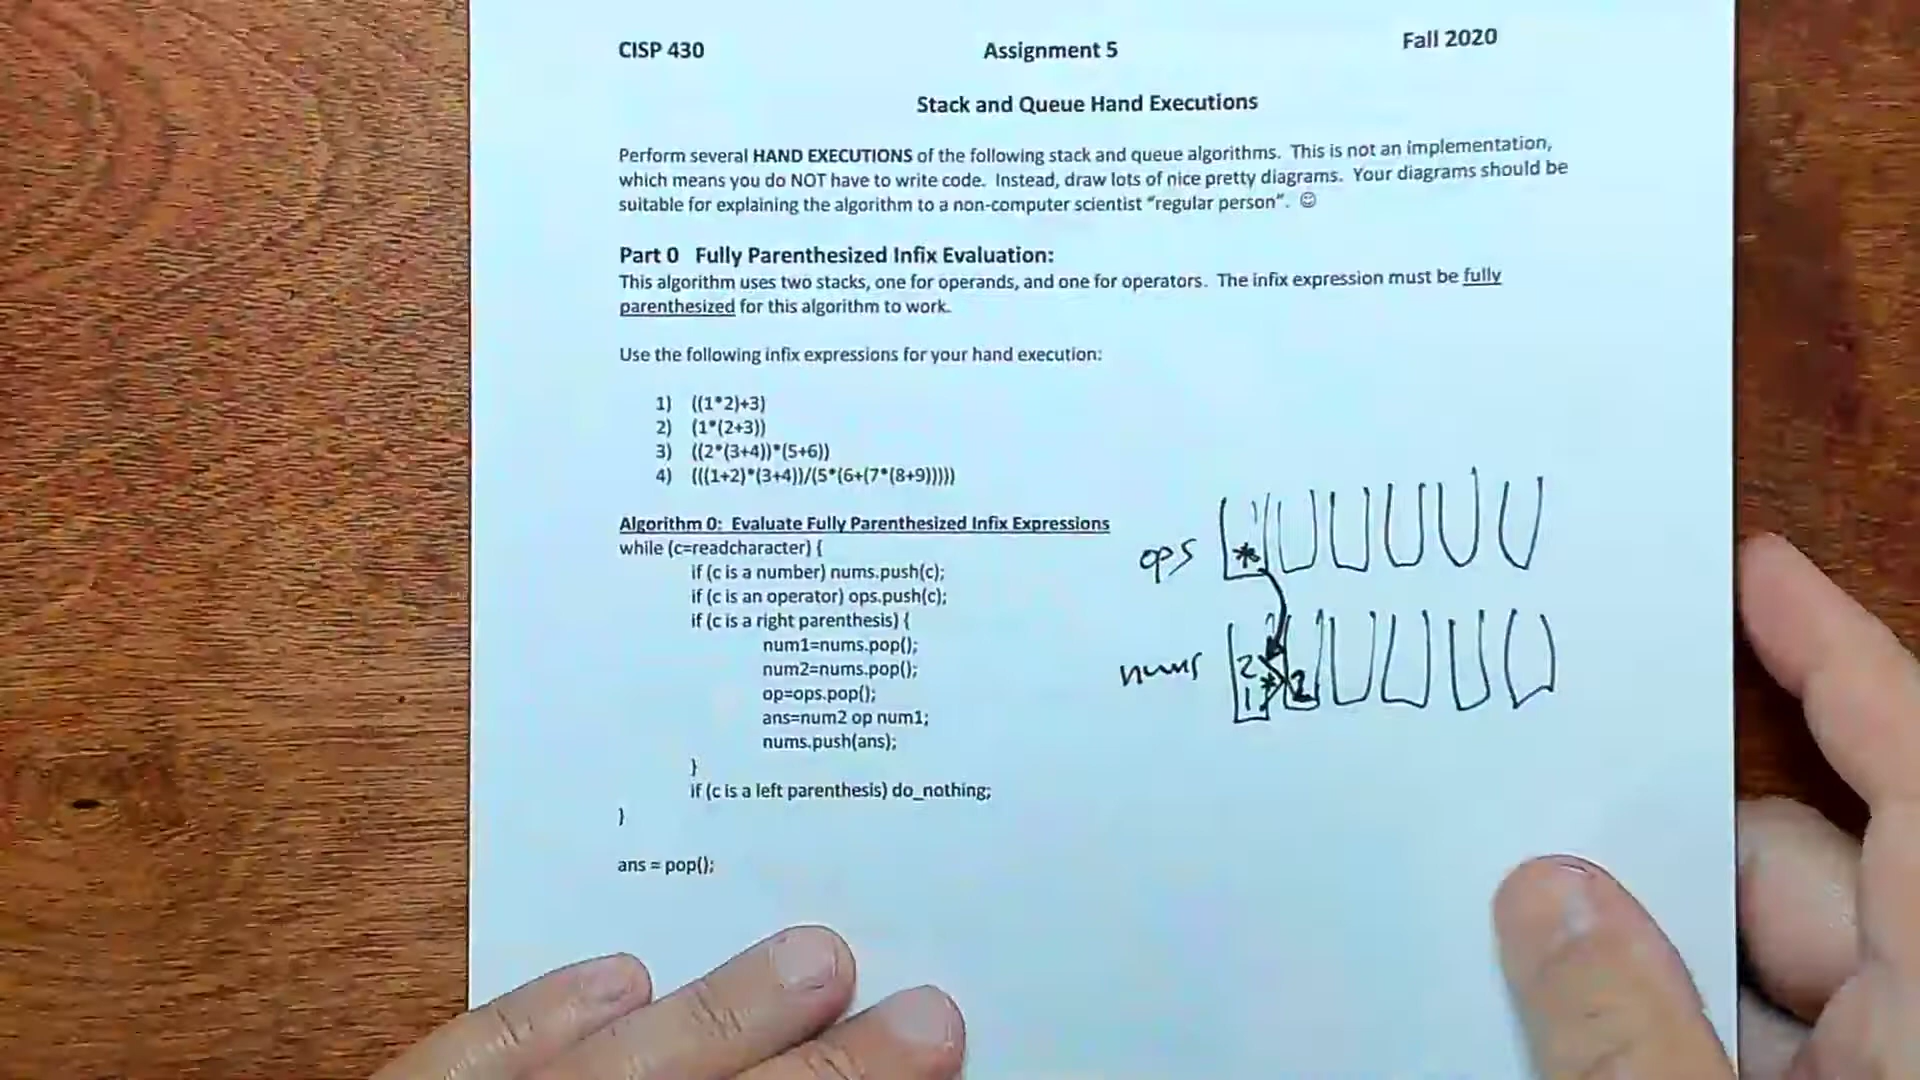 CISP 430 Assignment 5 Fall 2020
Stack and Queue Hand Executions
Perform several HAND EXECUTIONS of the following stack and queue algorithms. This is not an implementation,
which means you do NOT have to write code. Instead, draw lots of nice pretty diagrams. Your diagrams should be
suitable for explaining the algorithm to a non-computer scientist “regular person”. ☺
Part 0 Fully Parenthesized Infix Evaluation:
This algorithm uses two stacks, one for operands, and one for operators. The infix expression must be fully
parenthesized for this algorithm to work.
Use the following infix expressions for your hand execution:
1) ((1*2)+3)
2) (1*(2+3))
3) ((2*(3+4))*(5+6))
4) (((1+2)*(3+4))/(5*(6+(7*(8+9)))))
Algorithm 0: Evaluate Fully Parenthesized Infix Expressions
while (c=readcharacter) {
if (c is a number) nums.push(c);
if (c is an operator) ops.push(c);
if (c is a right parenthesis) {
num1=nums.pop();
num2=nums.pop();
op=ops.pop();
ans=num2 op num1;
nums.push(ans);
}
if (c is a left parenthesis) do_nothing;
}
ans = pop();
ops *
nums 2 2
1 *